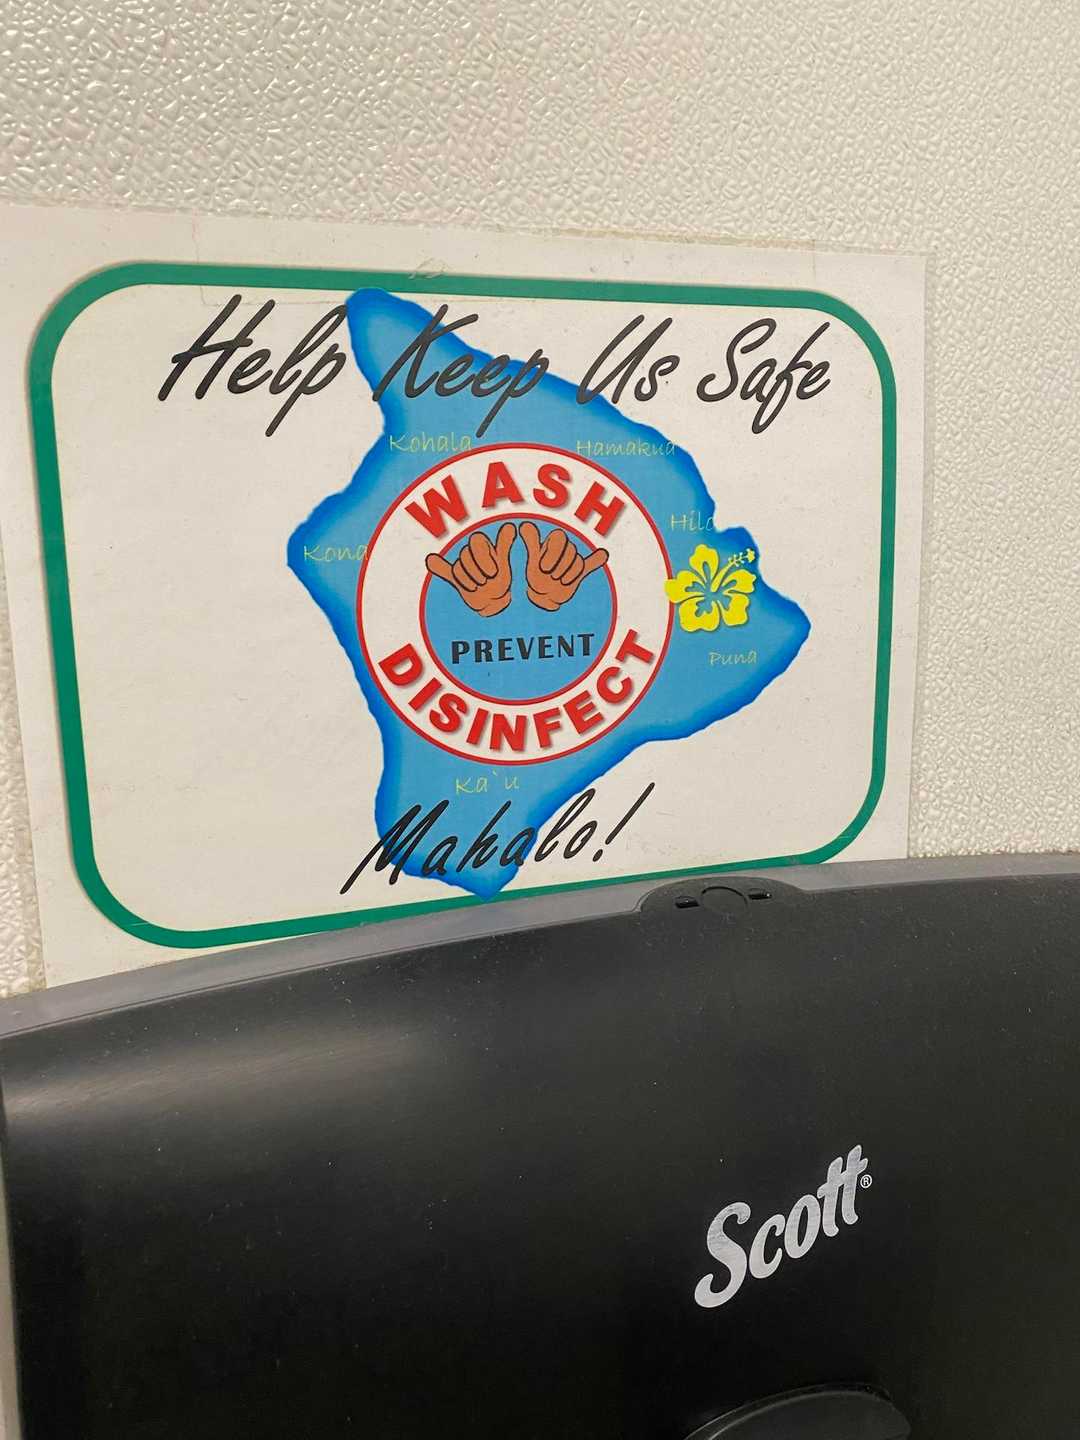 Help Keep Us Safe
Kohala
Hamakua
WASH
Hilo
Kona
PREVENT
DISINFECT
Puna
Ka`u
Mahalo!
Scott®